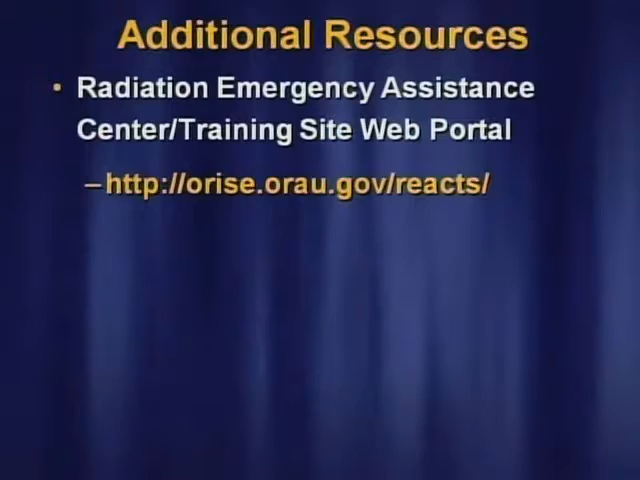 Additional Resources
• Radiation Emergency Assistance
Center/Training Site Web Portal
–http://orise.orau.gov/reacts/